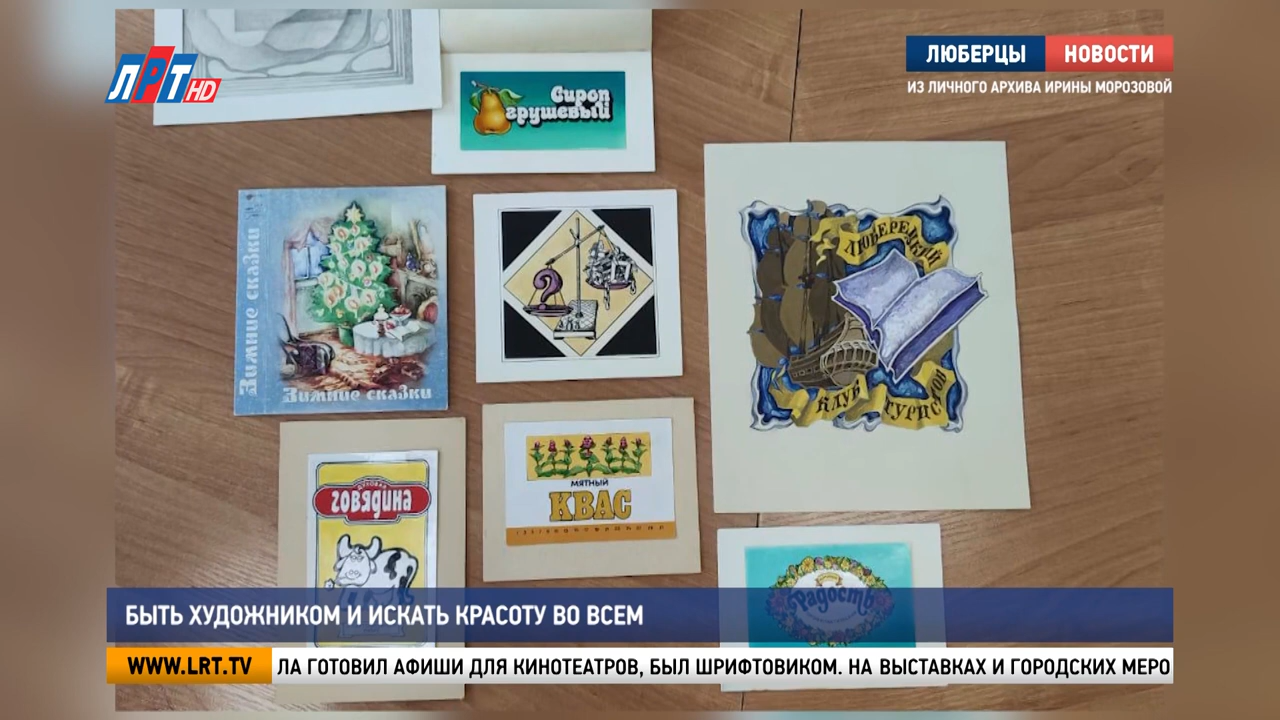 ЛРТ HD
ЛЮБЕРЦЫ НОВОСТИ
ИЗ ЛИЧНОГО АРХИВА ИРИНЫ МОРОЗОВОЙ
Сироп
грушевый
Зимние сказки
Зимние сказки
ЛЮБЕРЕЦКИЙ
КЛУБ ТУРИСТОВ
говядина
МЯТНЫЙ
КВАС
Радость
БЫТЬ ХУДОЖНИКОМ И ИСКАТЬ КРАСОТУ ВО ВСЕМ
WWW.LRT.TV
ЛА ГОТОВИЛ АФИШИ ДЛЯ КИНОТЕАТРОВ, БЫЛ ШРИФТОВИКОМ. НА ВЫСТАВКАХ И ГОРОДСКИХ МЕРО